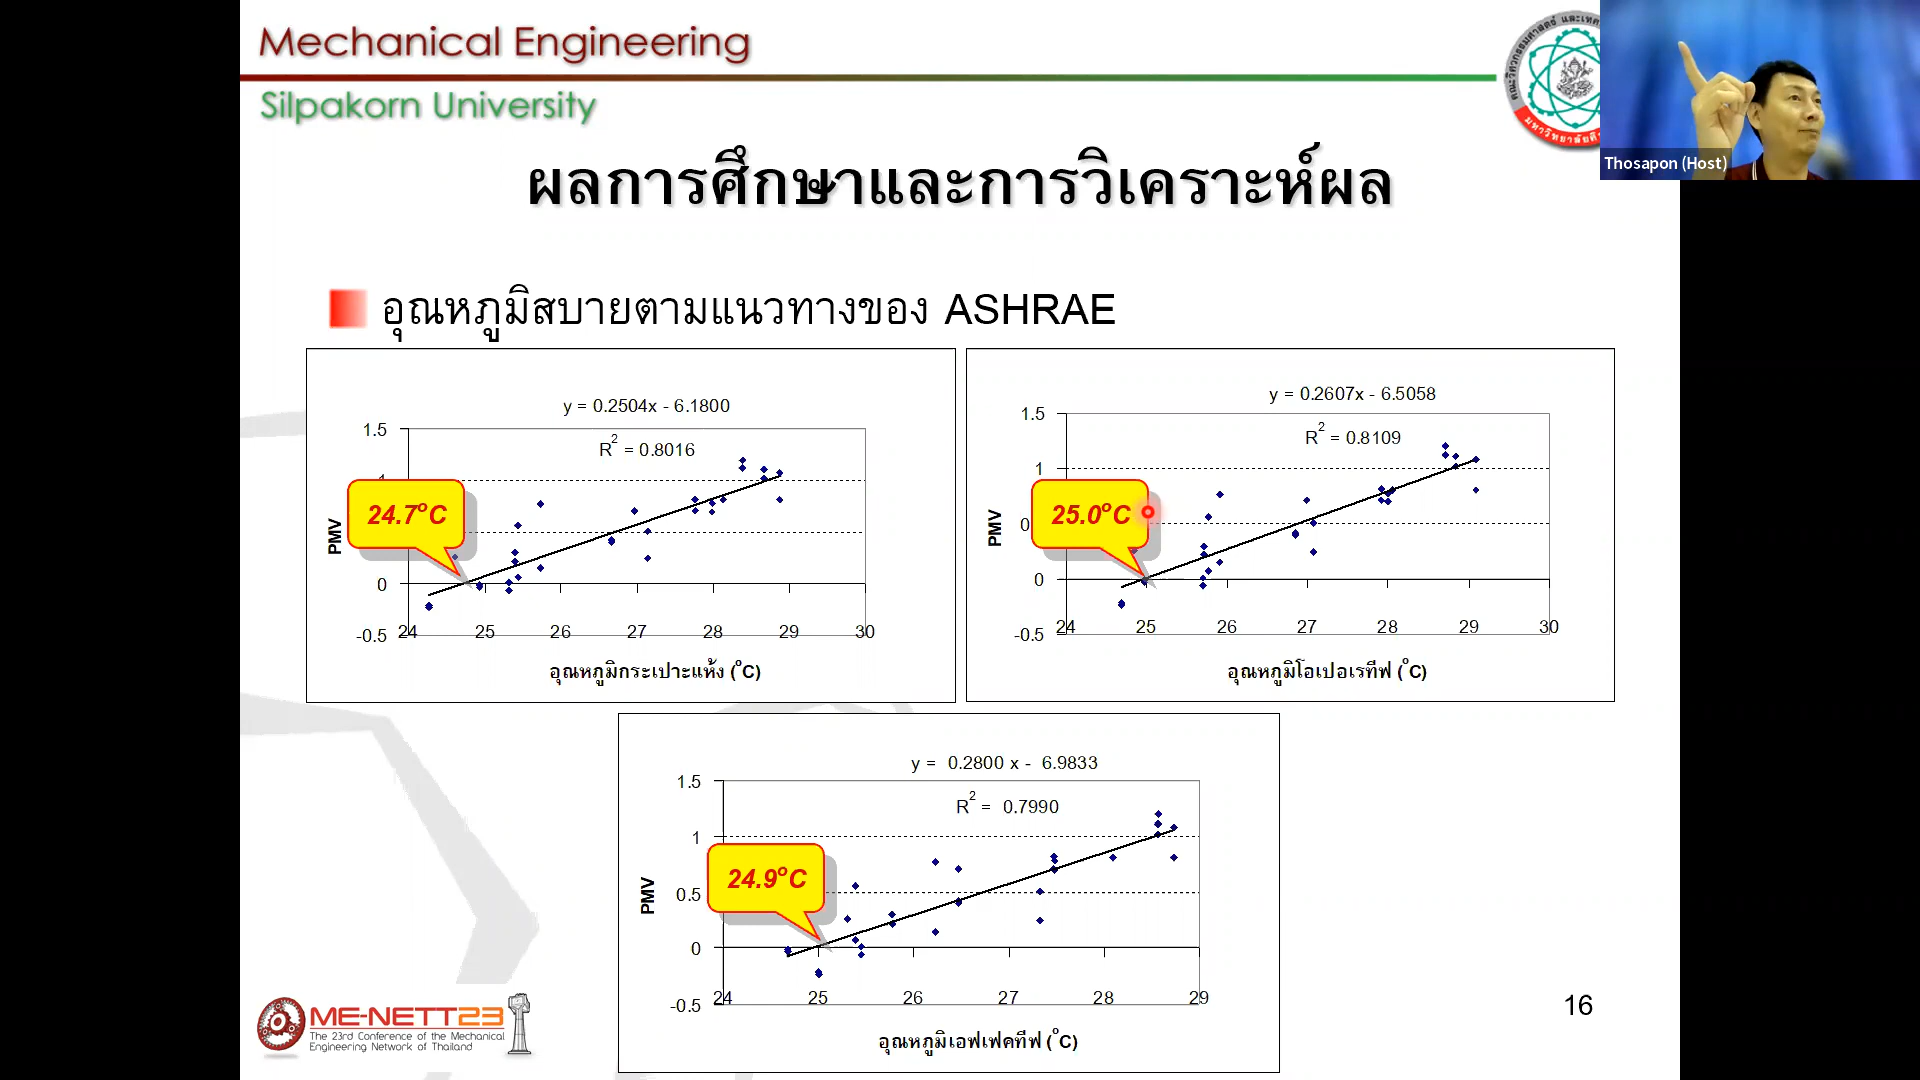 Mechanical Engineering
Silpakorn University
Thosapon (Host)
ผลการศึกษาและการวิเคราะห์ผล
อุณหภูมิสบายตามแนวทางของ ASHRAE
y = 0.2504x - 6.1800
R2 = 0.8016
1.5
1
0
-0.5
PMV
24.7oC
24 25 26 27 28 29 30
อุณหภูมิกระเปาะแห้ง (oC)
y = 0.2607x - 6.5058
R2 = 0.8109
1.5
1
0
-0.5
PMV
25.0oC
24 25 26 27 28 29 30
อุณหภูมิโอเปอเรทีฟ (oC)
y = 0.2800 x - 6.9833
R2 = 0.7990
1.5
1
0.5
0
-0.5
PMV
24.9oC
24 25 26 27 28 29
อุณหภูมิเอฟเฟคทีฟ (oC)
ME-NETT23
The 23rd Conference of the Mechanical
Engineering Network of Thailand
16